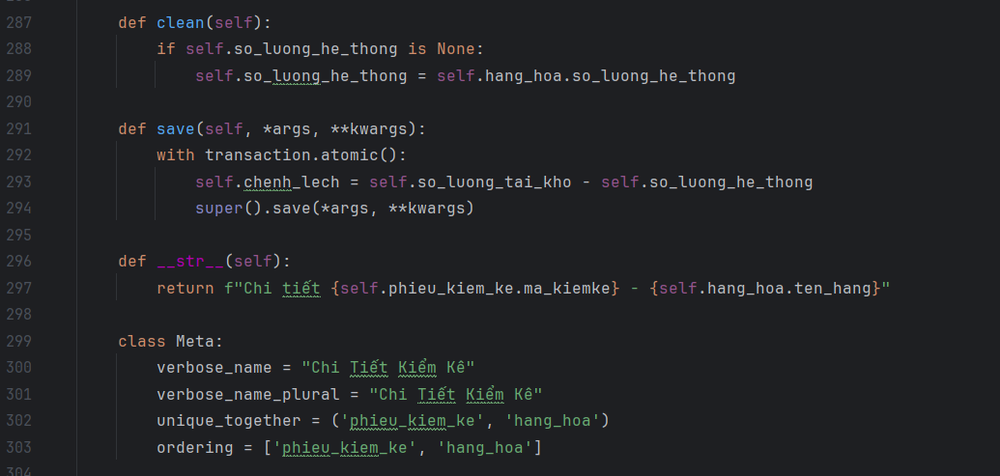 287 def clean(self):
288 if self.so_luong_he_thong is None:
289 self.so_luong_he_thong = self.hang_hoa.so_luong_he_thong
290
291 def save(self, *args, **kwargs):
292 with transaction.atomic():
293 self.chenh_lech = self.so_luong_tai_kho - self.so_luong_he_thong
294 super().save(*args, **kwargs)
295
296 def __str__(self):
297 return f"Chi tiết {self.phieu_kiem_ke.ma_kiemke} - {self.hang_hoa.ten_hang}"
298
299 class Meta:
300 verbose_name = "Chi Tiết Kiểm Kê"
301 verbose_name_plural = "Chi Tiết Kiểm Kê"
302 unique_together = ('phieu_kiem_ke', 'hang_hoa')
303 ordering = ['phieu_kiem_ke', 'hang_hoa']